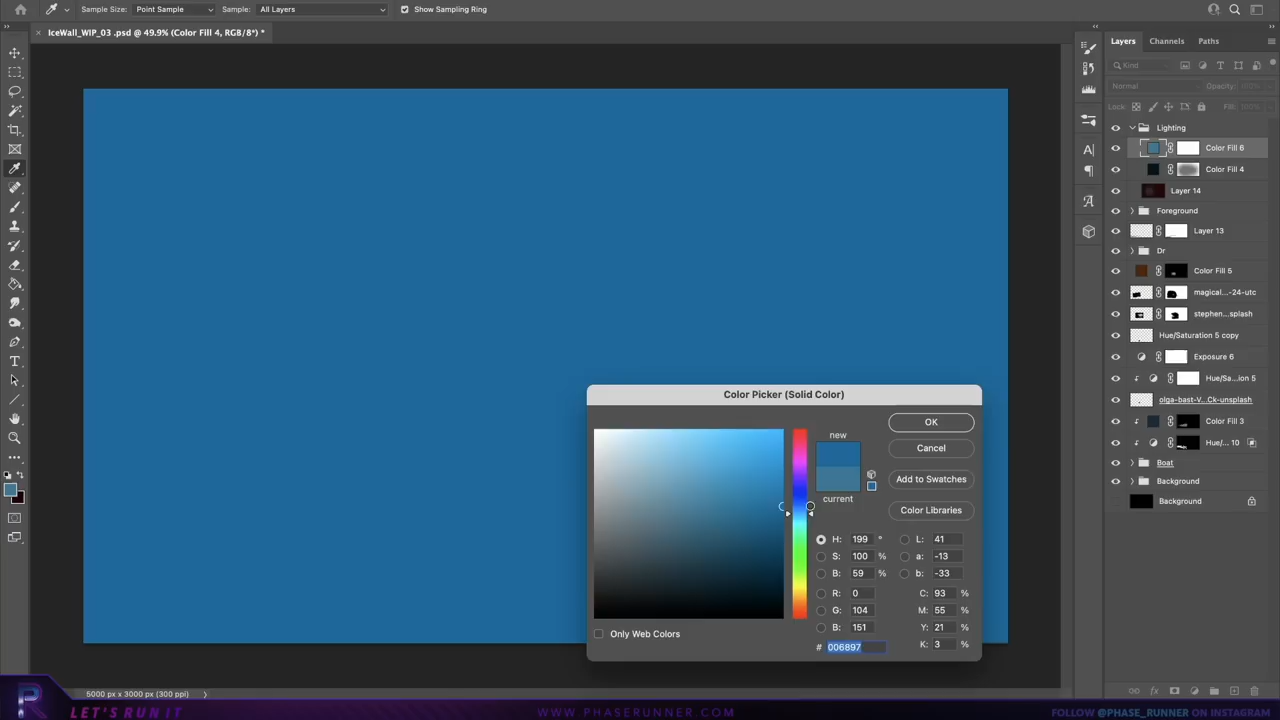 Sample Size: Point Sample Sample: All Layers Show Sampling Ring
IceWall_WIP_03 .psd @ 49.9% (Color Fill 4, RGB/8*) *
Layers Channels Paths
Kind
Normal Opacity: 100%
Lock: Fill: 100%
Lighting
Color Fill 6
Color Fill 4
Layer 14
Foreground
Layer 13
Dr
Color Fill 5
magical...-24-utc
stephen...splash
Hue/Saturation 5 copy
Exposure 6
Hue/Sa...ion 5
olga-bast-V...Ck-unsplash
Color Fill 3
Hue/... 10
Boat
Background
Background
Color Picker (Solid Color)
new
current
OK
Cancel
Add to Swatches
Color Libraries
H: 199 °
S: 100 %
B: 59 %
R: 0
G: 104
B: 151
# 006897
L: 41
a: -13
b: -33
C: 93 %
M: 55 %
Y: 21 %
K: 3 %
Only Web Colors
5000 px x 3000 px (300 ppi)
LET'S RUN IT
WWW.PHASERUNNER.COM
FOLLOW @PHASE_RUNNER ON INSTAGRAM